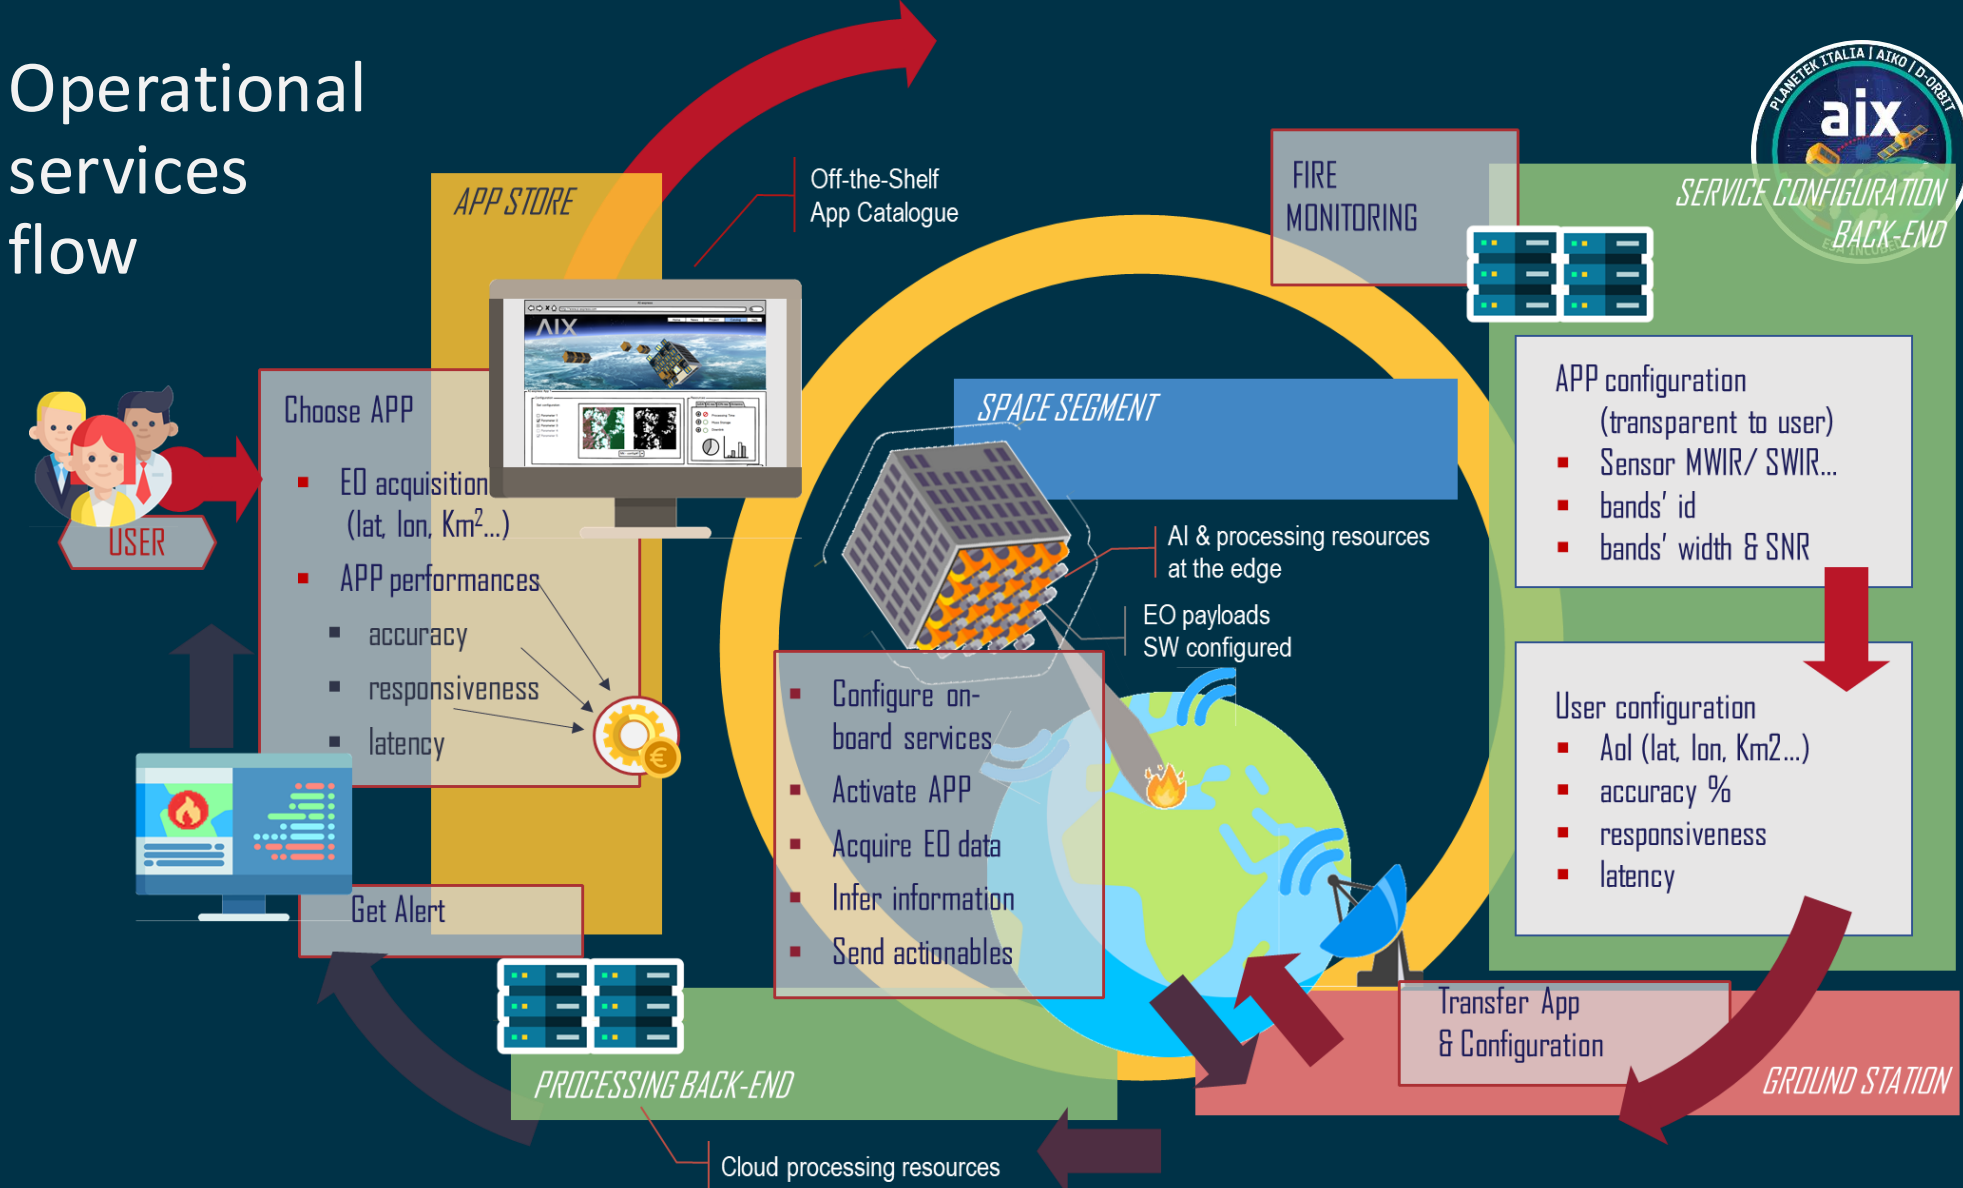 Operational
services
flow
PLANETEK ITALIA | AIKO | D-ORBIT
aix
APP STORE
Off-the-Shelf
App Catalogue
FIRE
MONITORING
SERVICE CONFIGURATION
BACK-END
AIX
Choose APP
EO acquisition
(lat, lon, Km²...)
APP performances
accuracy
responsiveness
latency
USER
€
SPACE SEGMENT
AI & processing resources
at the edge
EO payloads
SW configured
Configure on-
board services
Activate APP
Acquire EO data
Infer information
Send actionables
APP configuration
(transparent to user)
Sensor MWIR/ SWIR...
bands' id
bands' width & SNR
User configuration
AoI (lat, lon, Km2...)
accuracy %
responsiveness
latency
Get Alert
Transfer App
& Configuration
GROUND STATION
PROCESSING BACK-END
Cloud processing resources